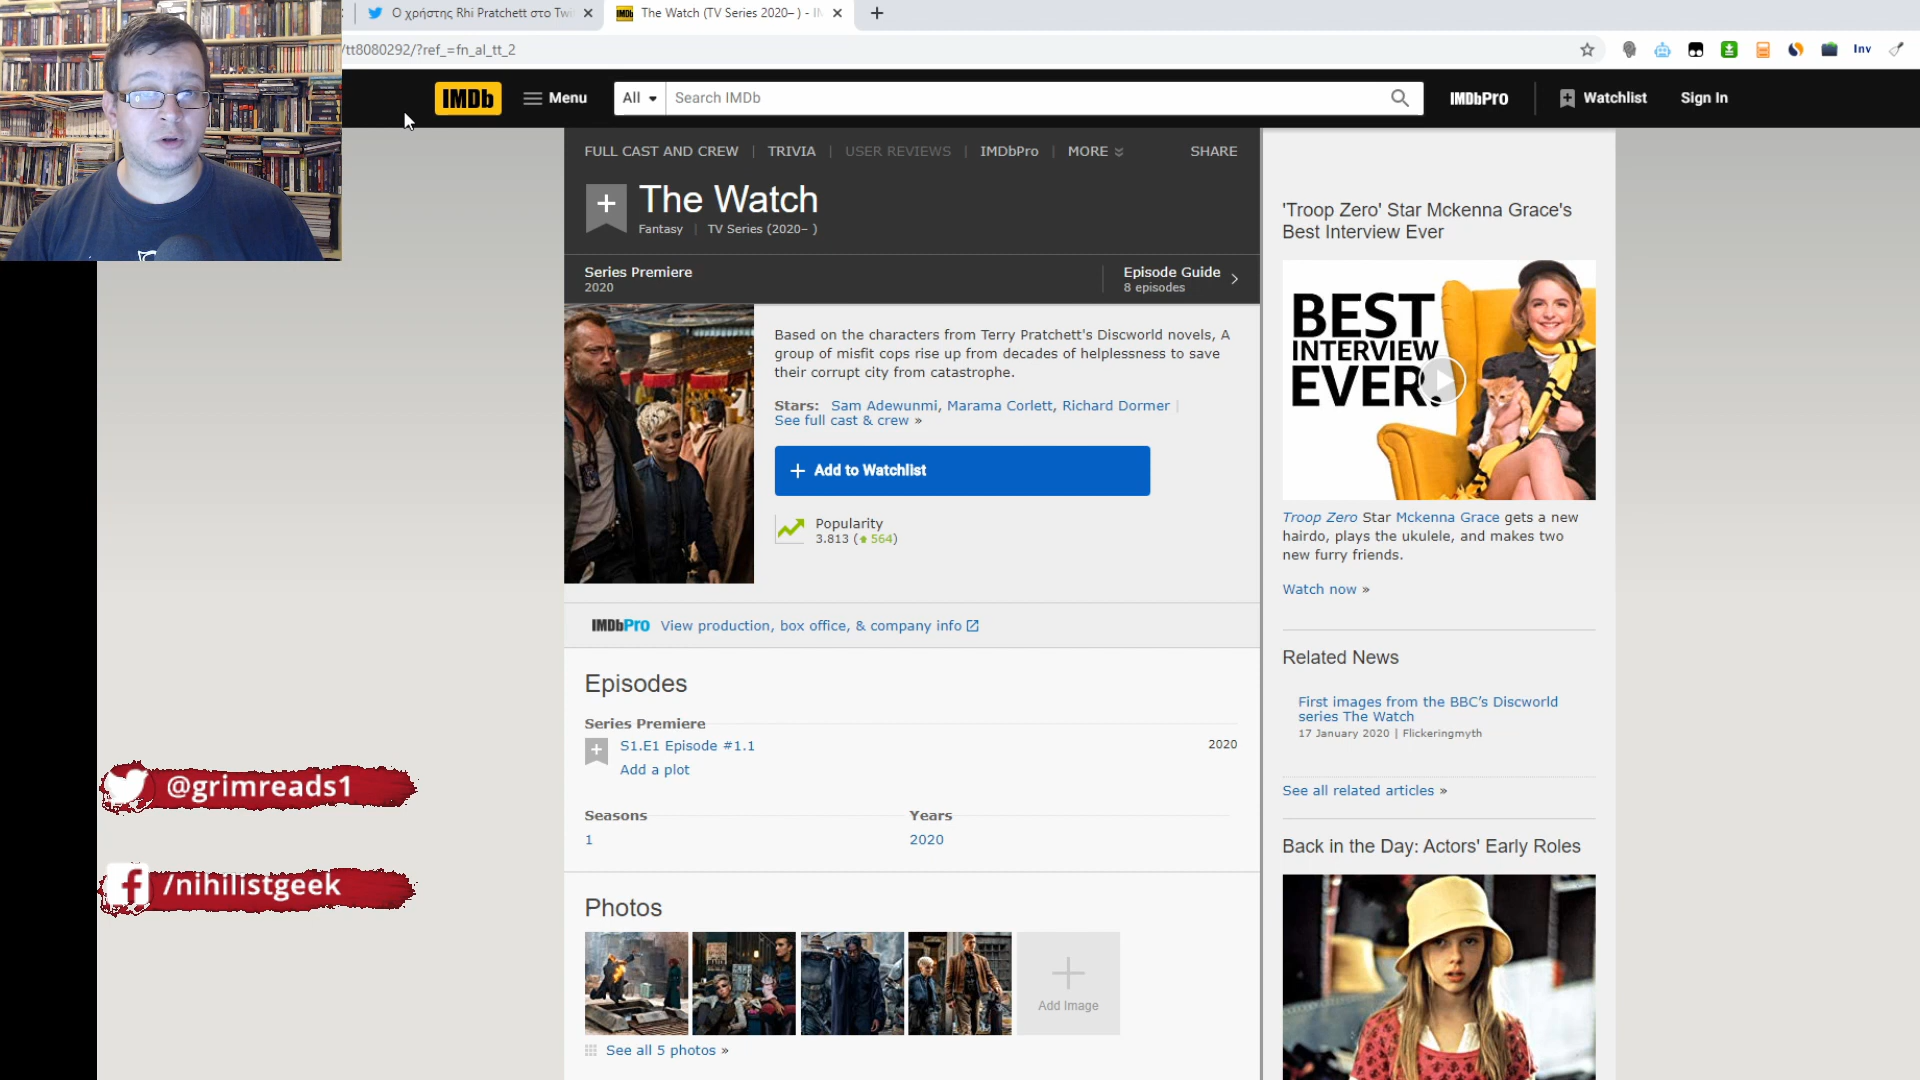 Ο χρήστης Rhi Pratchett στο Twi
The Watch (TV Series 2020– ) - IM
/tt8080292/?ref_=fn_al_tt_2
Inv
IMDb
Menu
All
Search IMDb
IMDbPro
Watchlist
Sign In
FULL CAST AND CREW | TRIVIA | USER REVIEWS | IMDbPro | MORE
SHARE
The Watch
Fantasy | TV Series (2020– )
Series Premiere
2020
Episode Guide
8 episodes
Based on the characters from Terry Pratchett's Discworld novels, A
group of misfit cops rise up from decades of helplessness to save
their corrupt city from catastrophe.
Stars: Sam Adewunmi, Marama Corlett, Richard Dormer |
See full cast & crew »
+ Add to Watchlist
Popularity
3.813 (564)
IMDbPro View production, box office, & company info
Episodes
Series Premiere
S1.E1 Episode #1.1
2020
Add a plot
Seasons
Years
1
2020
Photos
Add Image
See all 5 photos »
'Troop Zero' Star Mckenna Grace's
Best Interview Ever
BEST
INTERVIEW
EVER.
Troop Zero Star Mckenna Grace gets a new
hairdo, plays the ukulele, and makes two
new furry friends.
Watch now »
Related News
First images from the BBC’s Discworld
series The Watch
17 January 2020 | Flickeringmyth
See all related articles »
Back in the Day: Actors' Early Roles
@grimreads1
/nihilistgeek